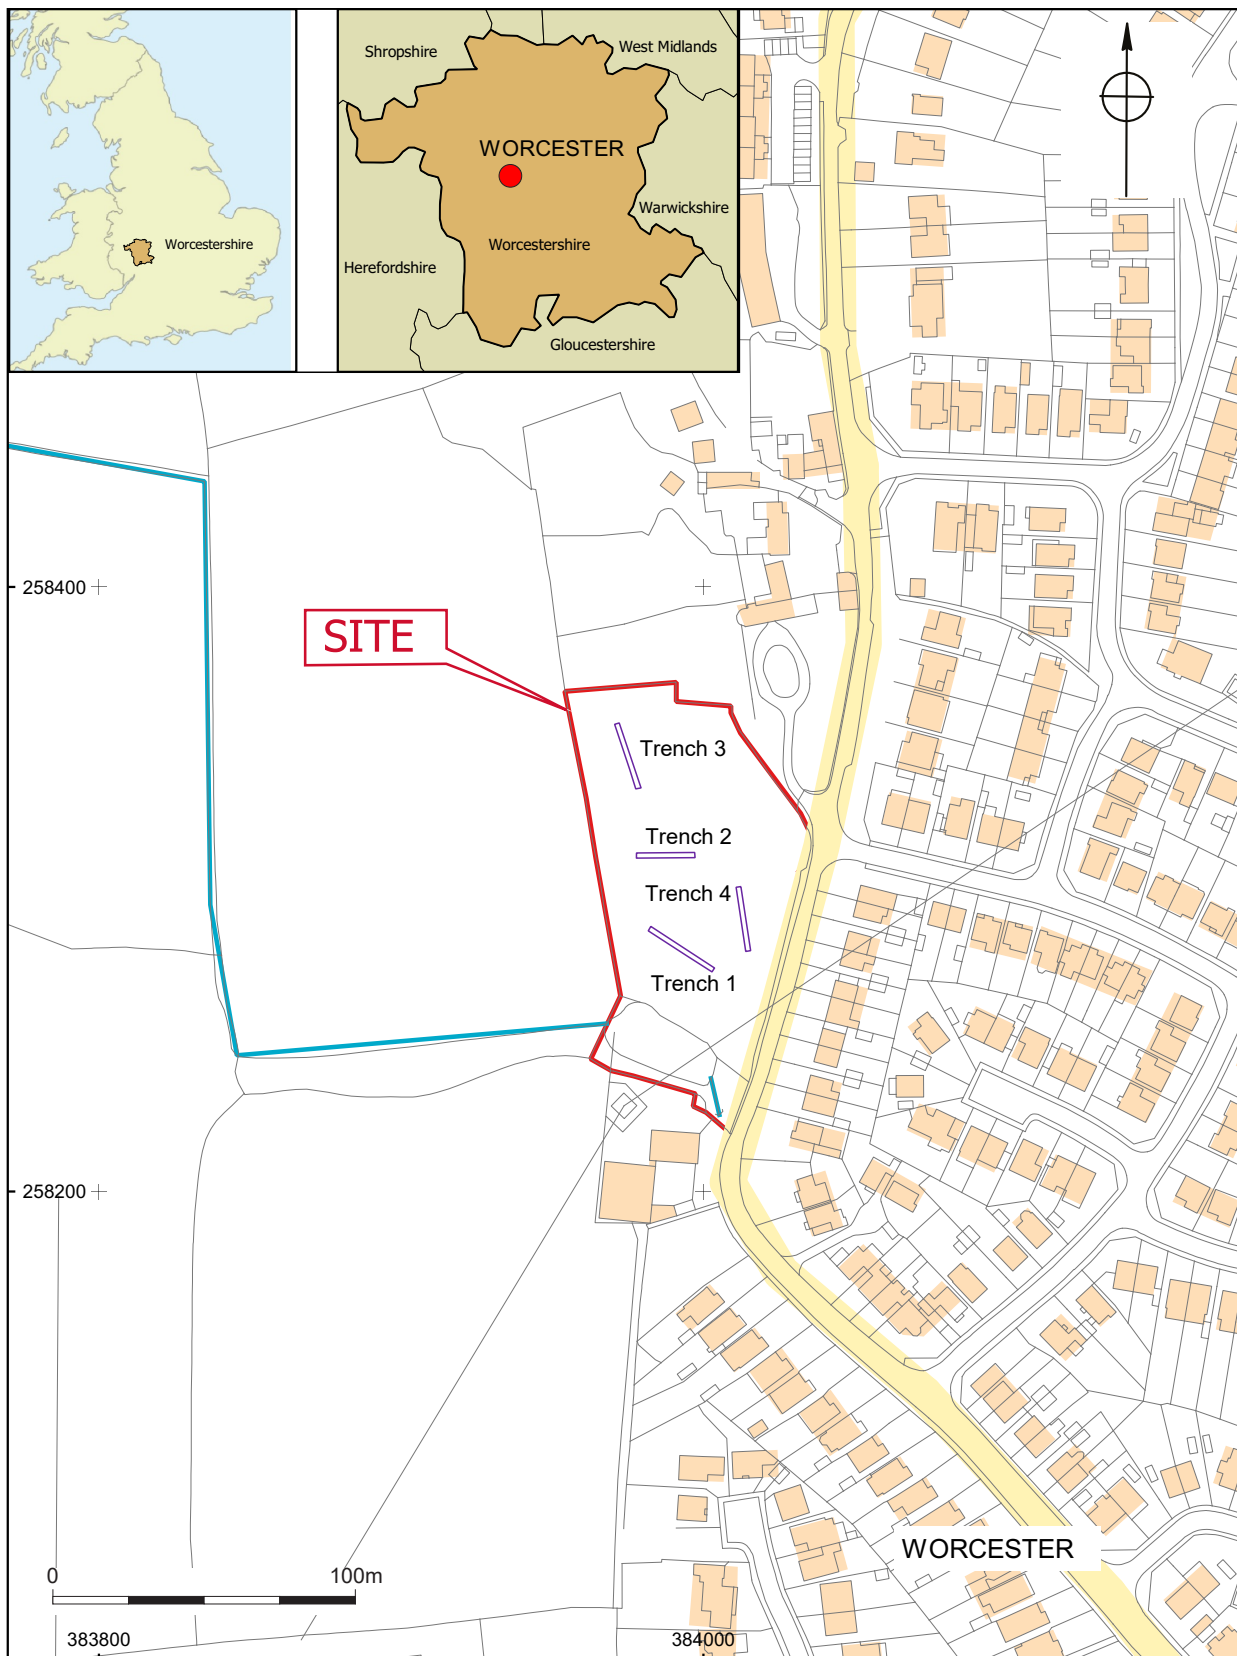 Shropshire
West Midlands
WORCESTER
Warwickshire
Worcestershire
Worcestershire
Herefordshire
Gloucestershire
258400
SITE
Trench 3
Trench 2
Trench 4
Trench 1
258200
WORCESTER
0
100m
383800
384000